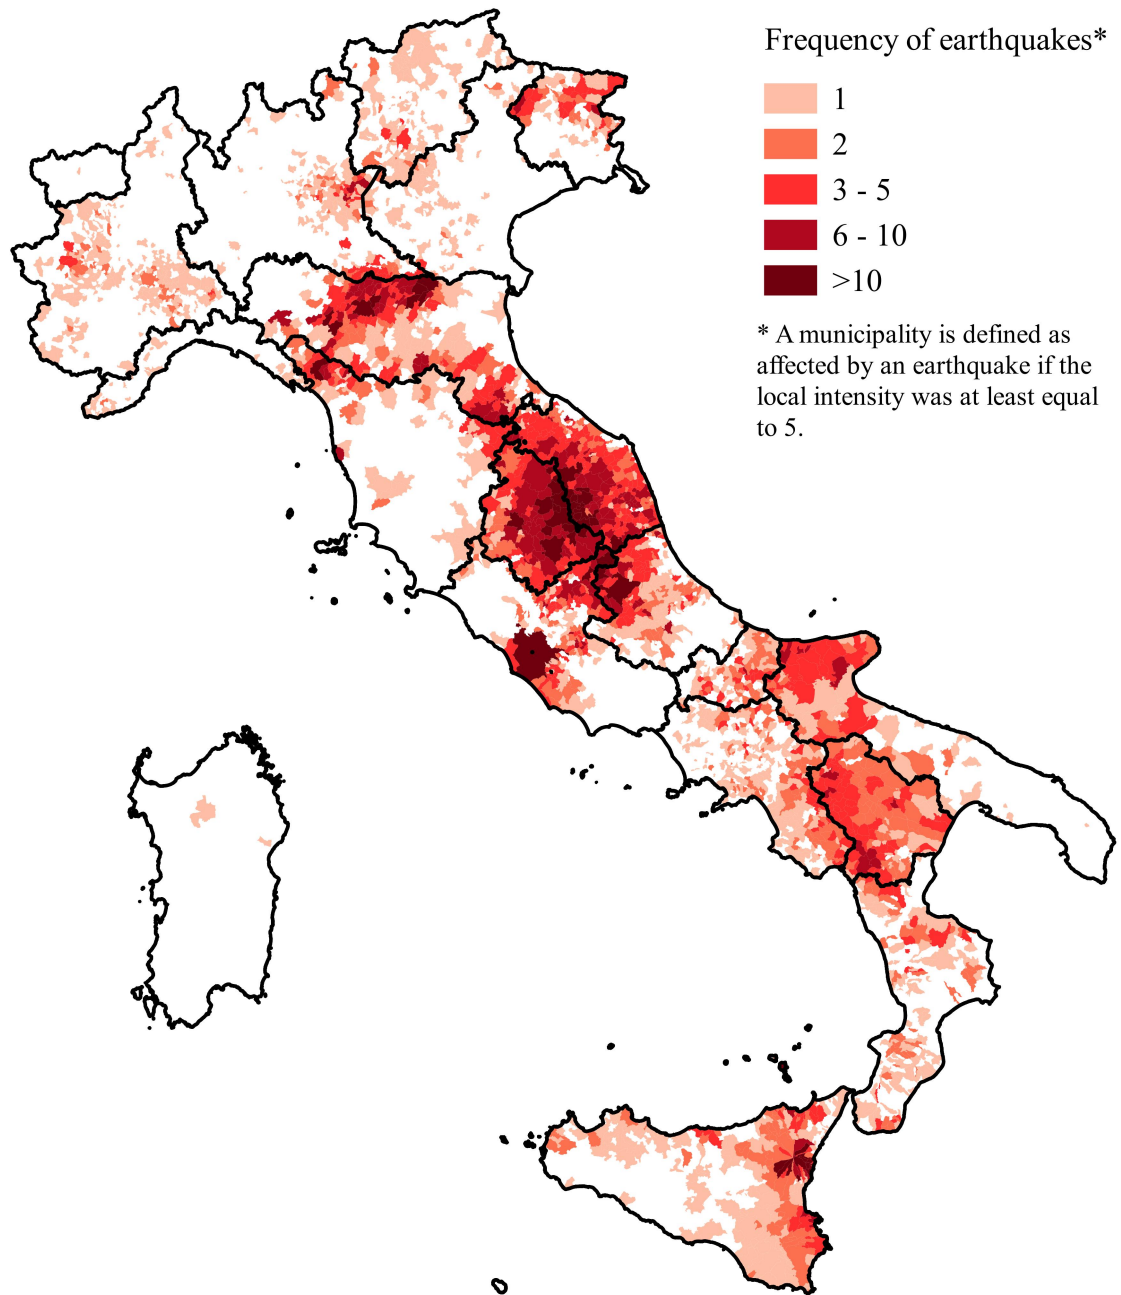 Frequency of earthquakes*
1
2
3 - 5
6 - 10
>10
* A municipality is defined as
affected by an earthquake if the
local intensity was at least equal
to 5.